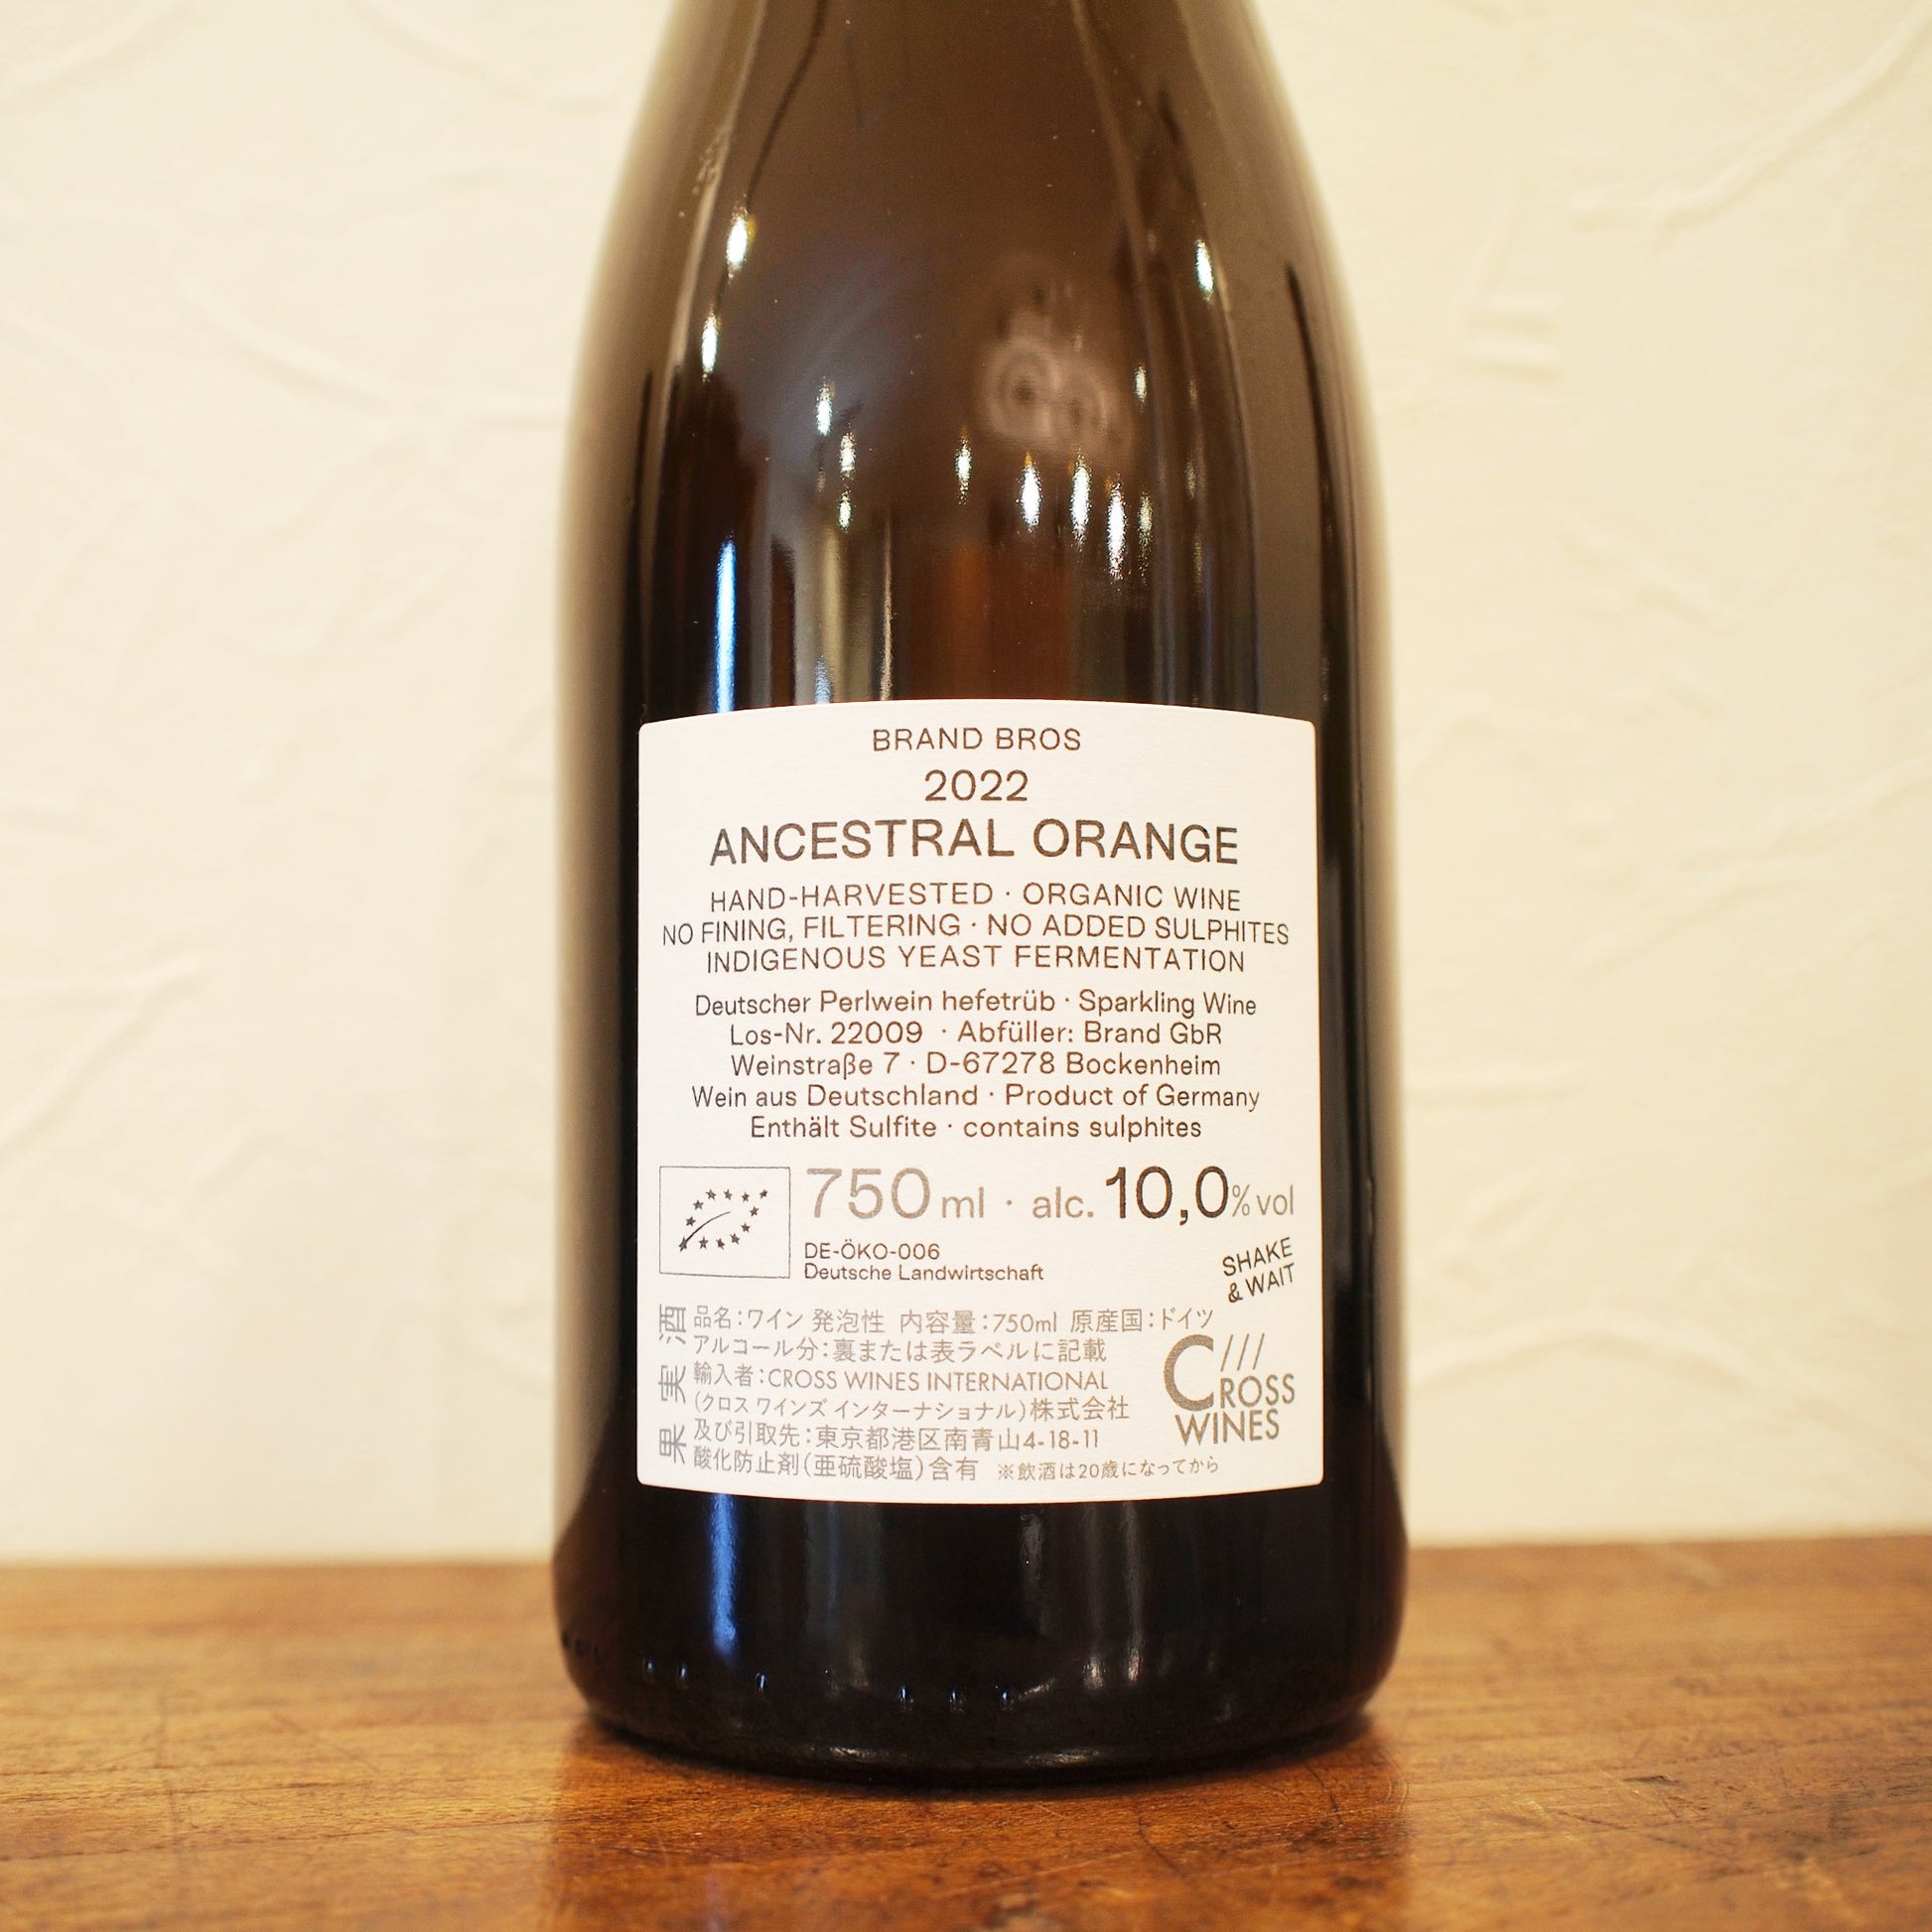 BRAND BROS
2022
ANCESTRAL ORANGE
HAND-HARVESTED · ORGANIC WINE
NO FINING, FILTERING · NO ADDED SULPHITES
INDIGENOUS YEAST FERMENTATION
Deutscher Perlwein hefetrüb · Sparkling Wine
Los-Nr. 22009 · Abfüller: Brand GbR
Weinstraße 7 · D-67278 Bockenheim
Wein aus Deutschland · Product of Germany
Enthält Sulfite · contains sulphites
750 ml · alc. 10,0% vol
DE-ÖKO-006
Deutsche Landwirtschaft
SHAKE
& WAIT
果実酒
品名：ワイン 発泡性 内容量：750ml 原産国：ドイツ
アルコール分：裏または表ラベルに記載
輸入者：CROSS WINES INTERNATIONAL
（クロス ワインズ インターナショナル）株式会社
及び引取先：東京都港区南青山4-18-11
酸化防止剤（亜硫酸塩）含有 ※飲酒は20歳になってから
CROSS
WINES